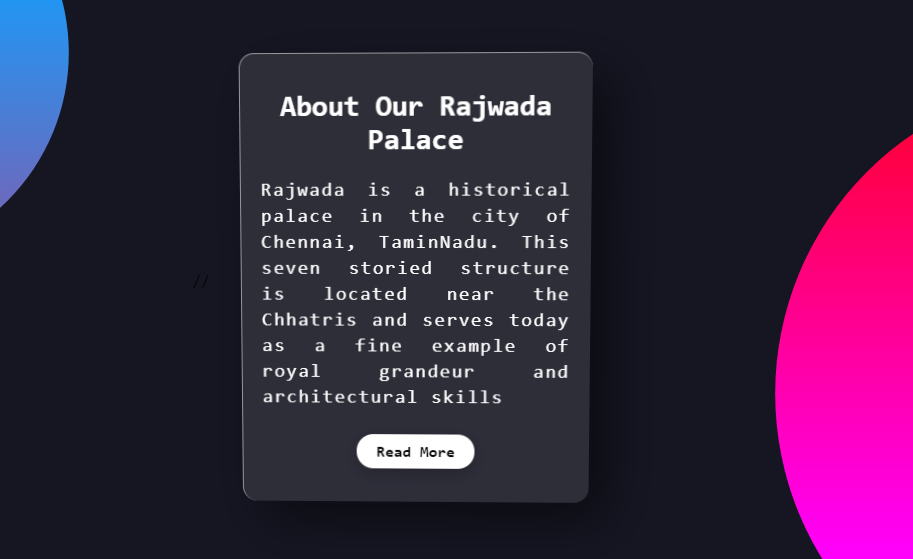 About Our Rajwada
Palace
Rajwada is a historical
palace in the city of
Chennai, TaminNadu. This
seven storied structure
//
is located near the
Chhatris and serves today
as a fine example of
royal grandeur and
architectural skills
Read More